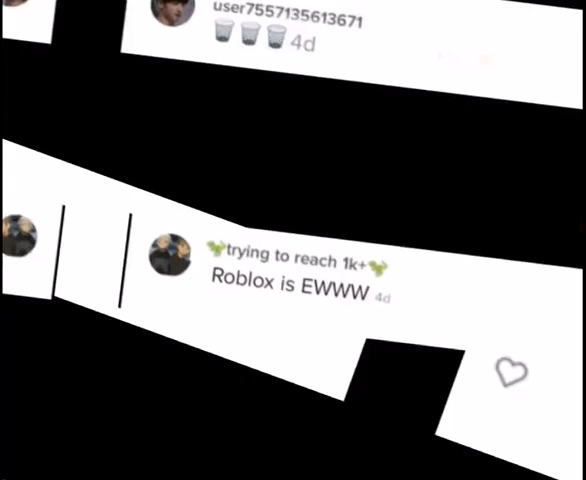 user7557135613671
🗑️🗑️🗑️ 4d
🌱trying to reach 1k+🌱
Roblox is EWWW 4d